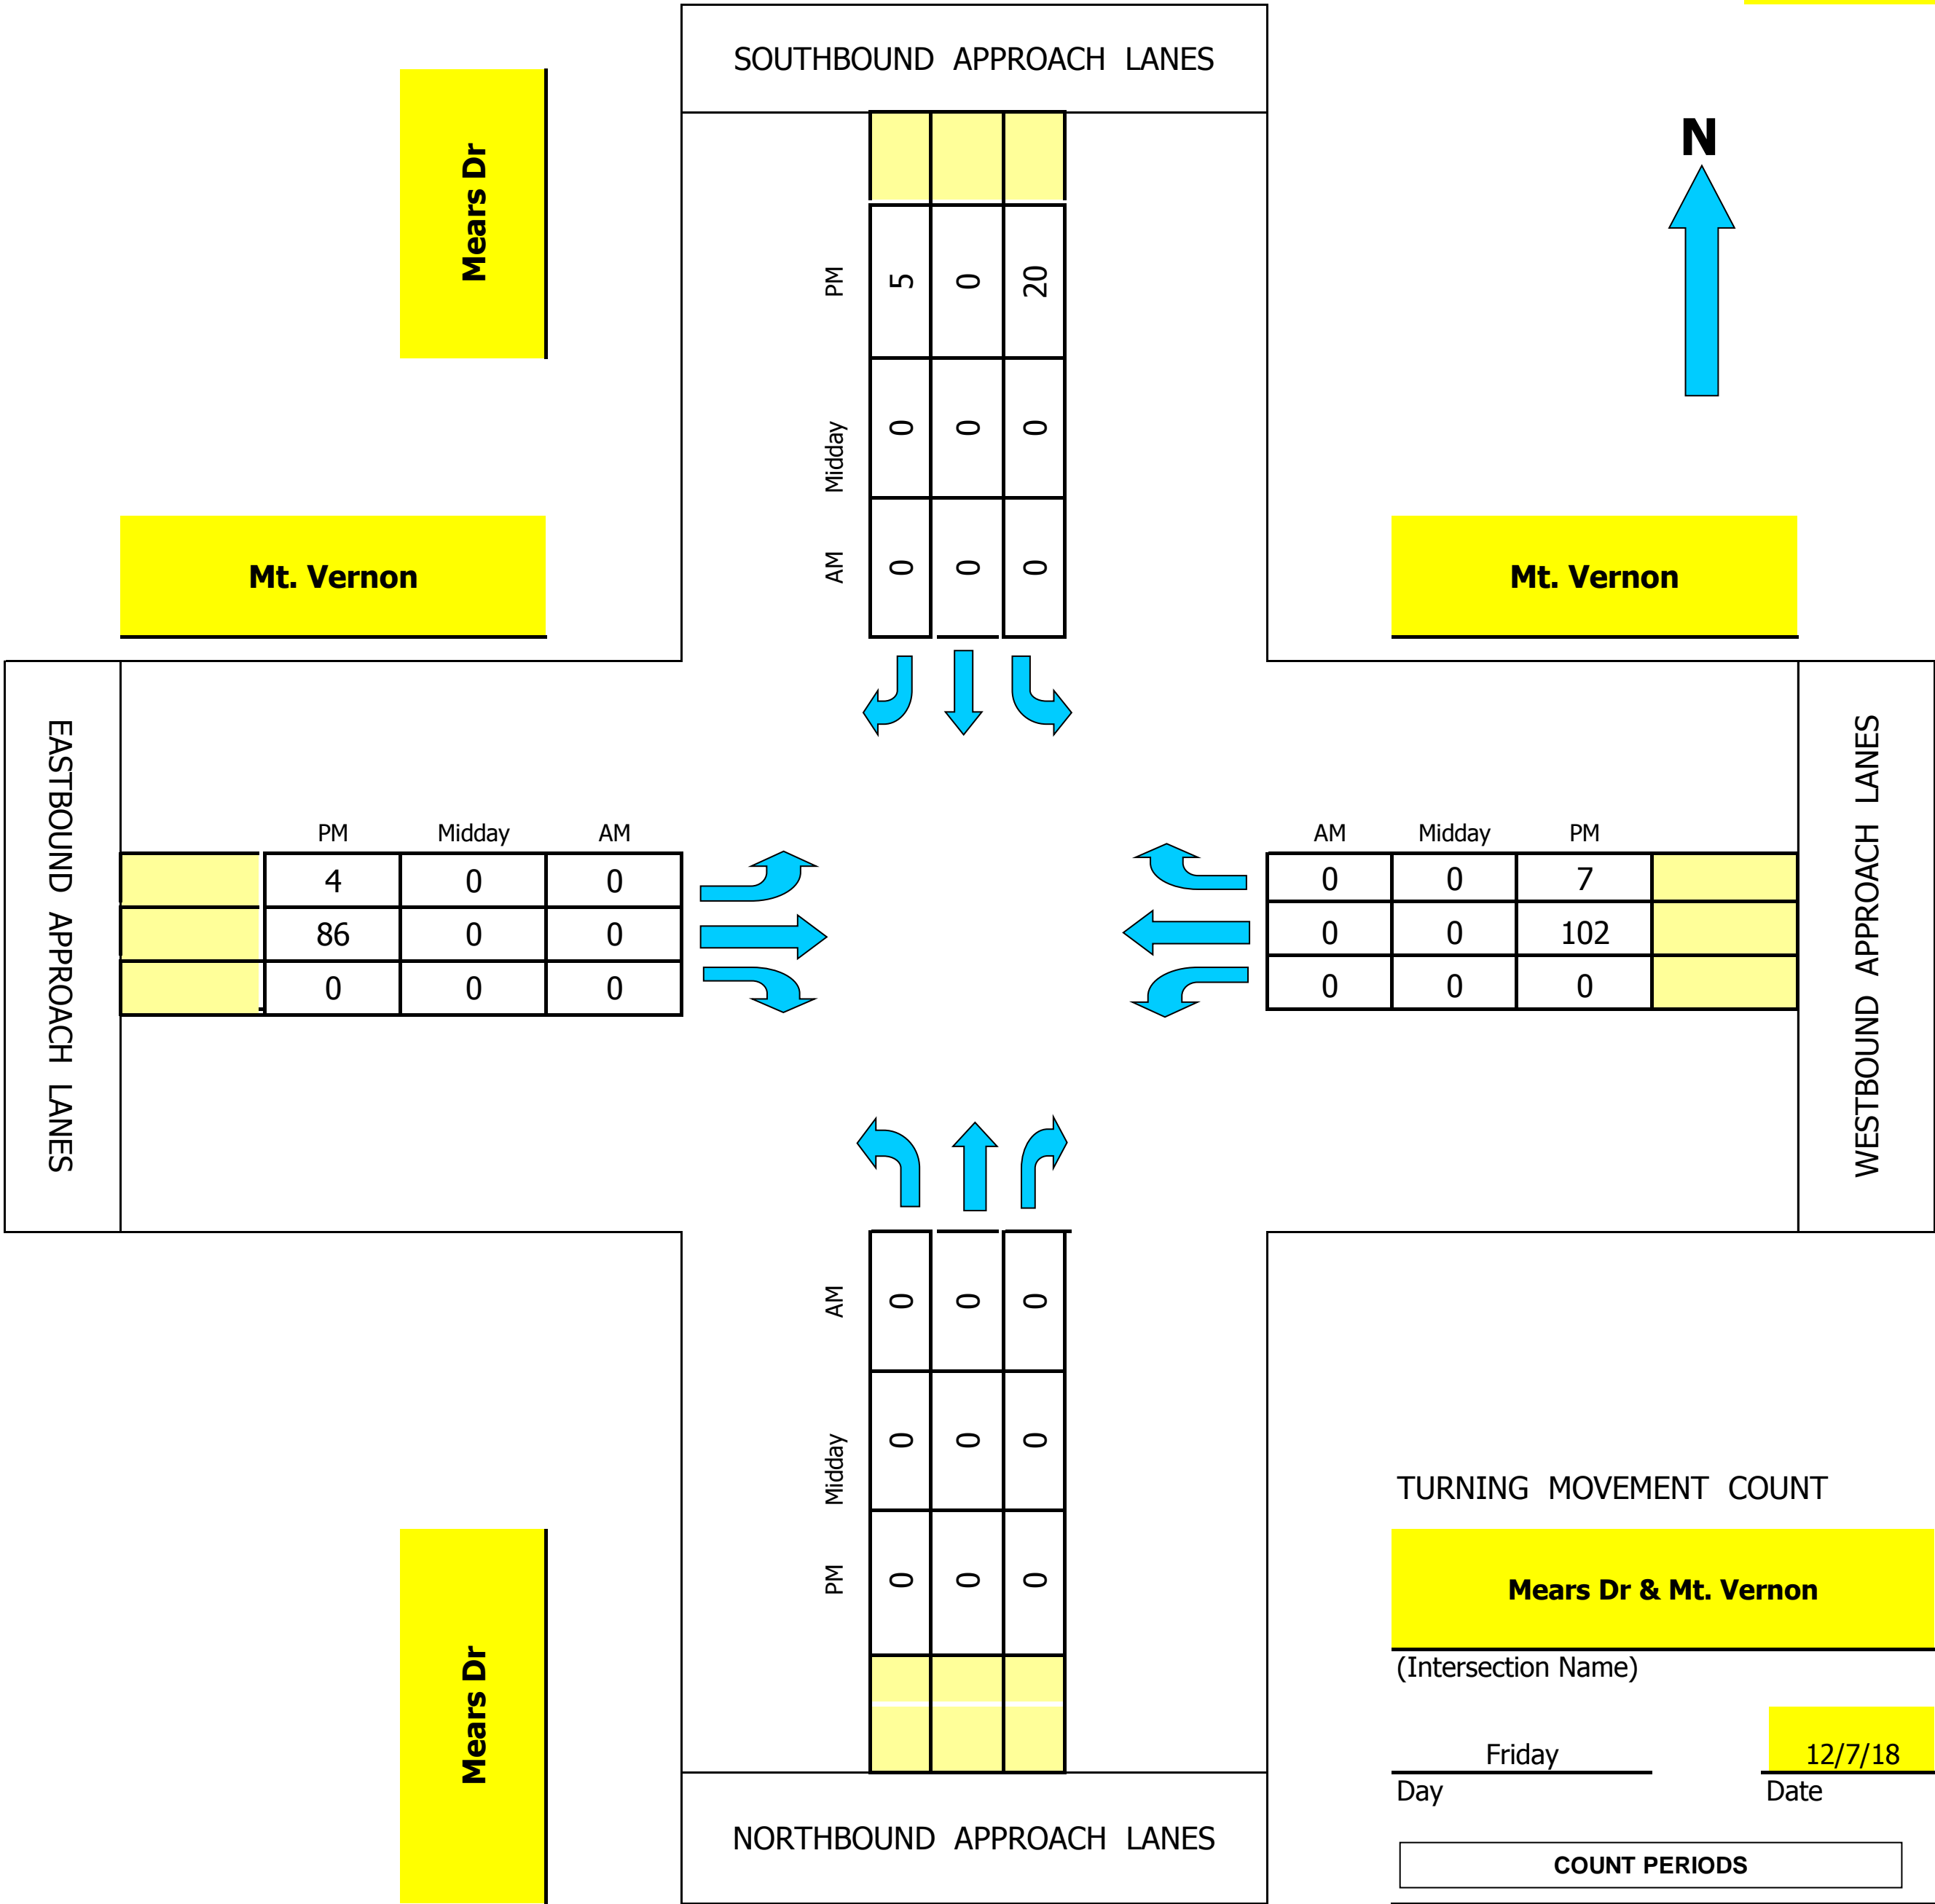 SOUTHBOUND APPROACH LANES
N
Mears Dr
PM
5 0 20
Midday
0 0 0
AM
0 0 0
Mt. Vernon
Mt. Vernon
EASTBOUND APPROACH LANES
PM Midday AM
4 0 0
86 0 0
0 0 0
AM Midday PM
0 0 7
0 0 102
0 0 0
WESTBOUND APPROACH LANES
AM
0 0 0
Midday
0 0 0
PM
0 0 0
Mears Dr
NORTHBOUND APPROACH LANES
TURNING MOVEMENT COUNT
Mears Dr & Mt. Vernon
(Intersection Name)
Friday 12/7/18
Day Date
COUNT PERIODS